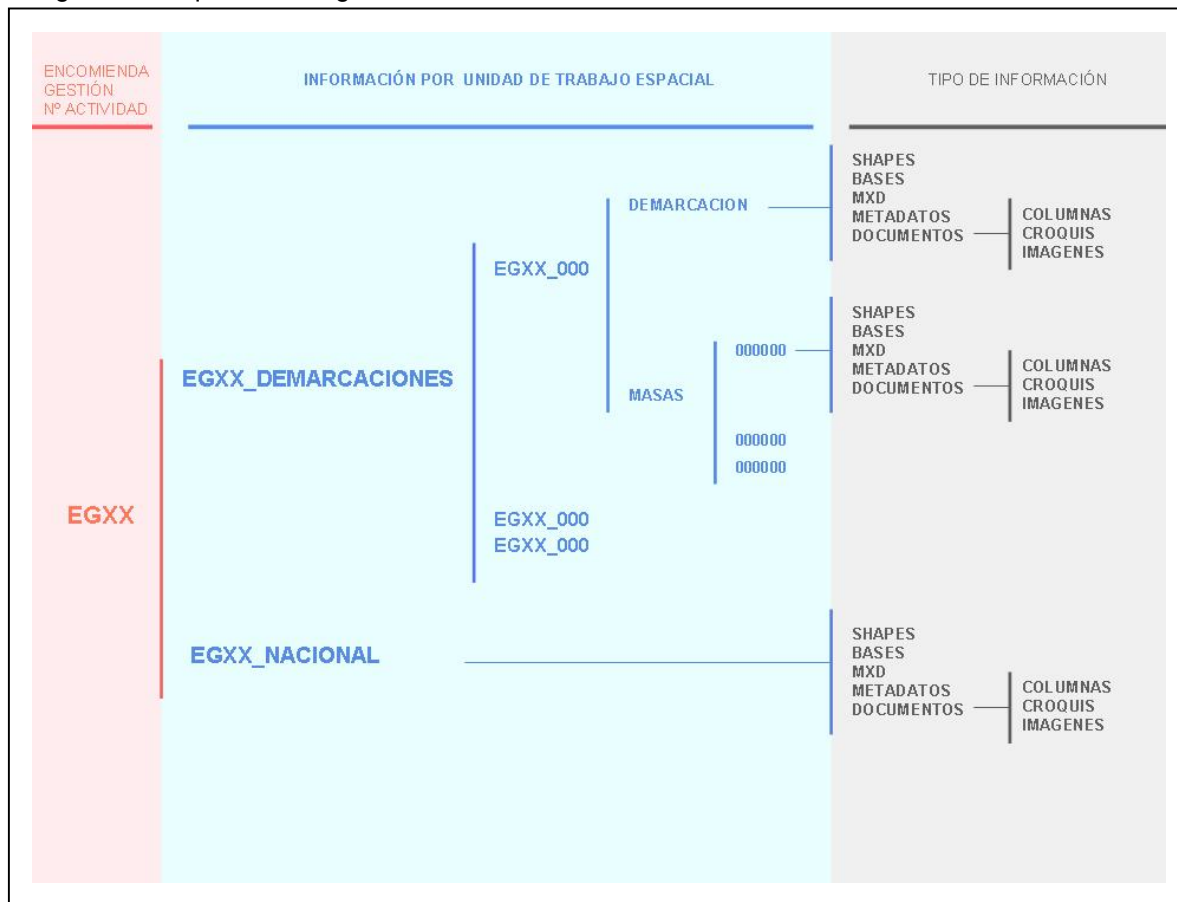 ENCOMIENDA
GESTIÓN
Nº ACTIVIDAD
INFORMACIÓN POR UNIDAD DE TRABAJO ESPACIAL
TIPO DE INFORMACIÓN
EGXX
EGXX_DEMARCACIONES
EGXX_000
DEMARCACION
SHAPES
BASES
MXD
METADATOS
DOCUMENTOS
COLUMNAS
CROQUIS
IMAGENES
MASAS
000000
SHAPES
BASES
MXD
METADATOS
DOCUMENTOS
COLUMNAS
CROQUIS
IMAGENES
000000
000000
EGXX_000
EGXX_000
EGXX_NACIONAL
SHAPES
BASES
MXD
METADATOS
DOCUMENTOS
COLUMNAS
CROQUIS
IMAGENES